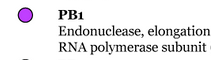 PB1
Endonuclease, elongation
RNA polymerase subunit